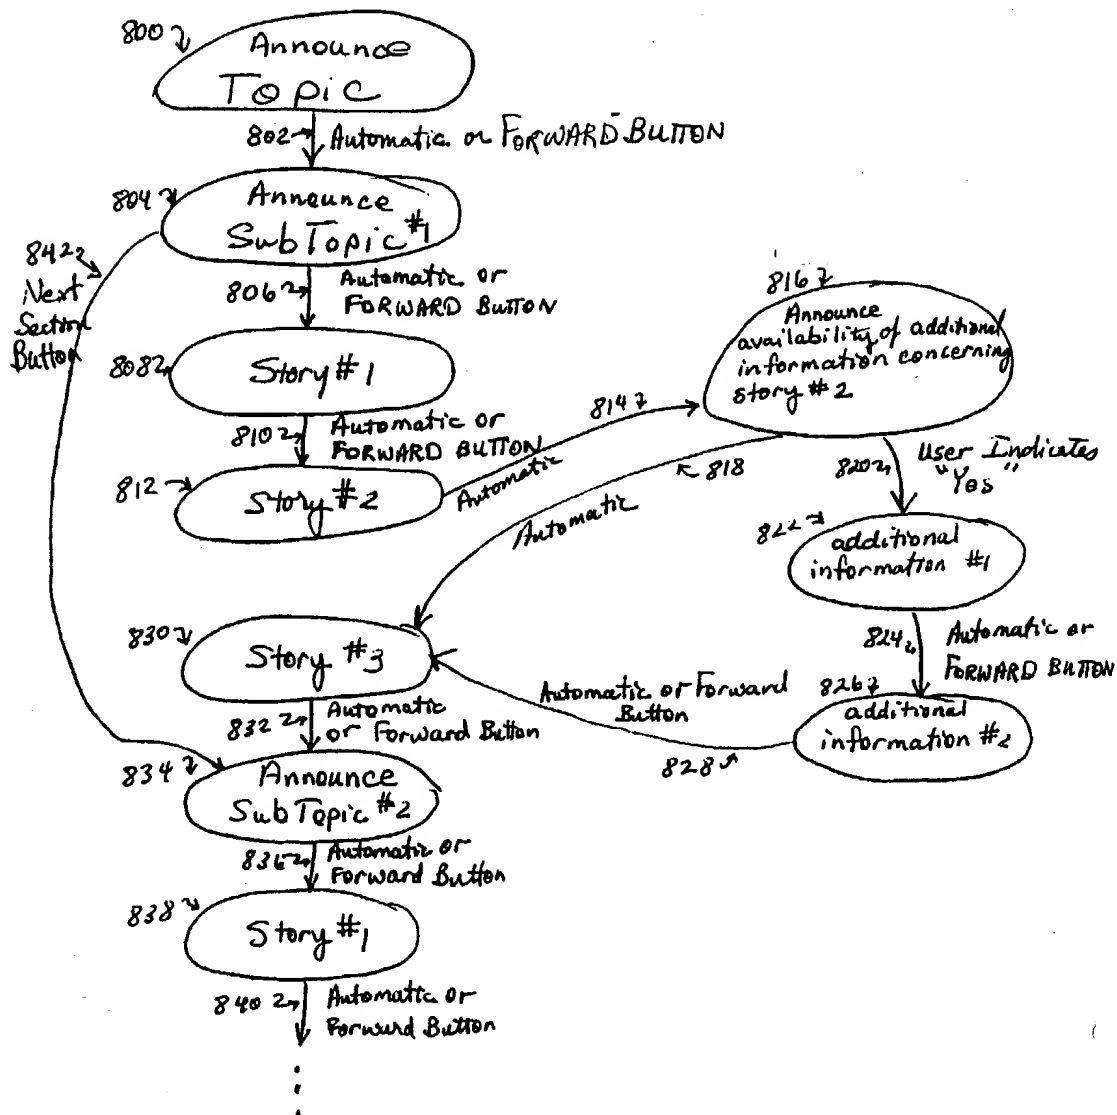 800
Announce
Topic
802
Automatic or FORWARD BUTTON
804
Announce
SubTopic #1
842
Next
Section
Button
806
Automatic or
FORWARD BUTTON
808
Story #1
810
Automatic or
FORWARD BUTTON
812
Story #2
814
Automatic
816
Announce
availability of additional
information concerning
story #2
818
Automatic
820
User Indicates
"Yes"
822
additional
information #1
824
Automatic or
FORWARD BUTTON
826
additional
information #2
Automatic or Forward
Button
828
830
Story #3
832
Automatic
or Forward Button
834
Announce
SubTopic #2
836
Automatic or
Forward Button
838
Story #1
840
Automatic or
Forward Button